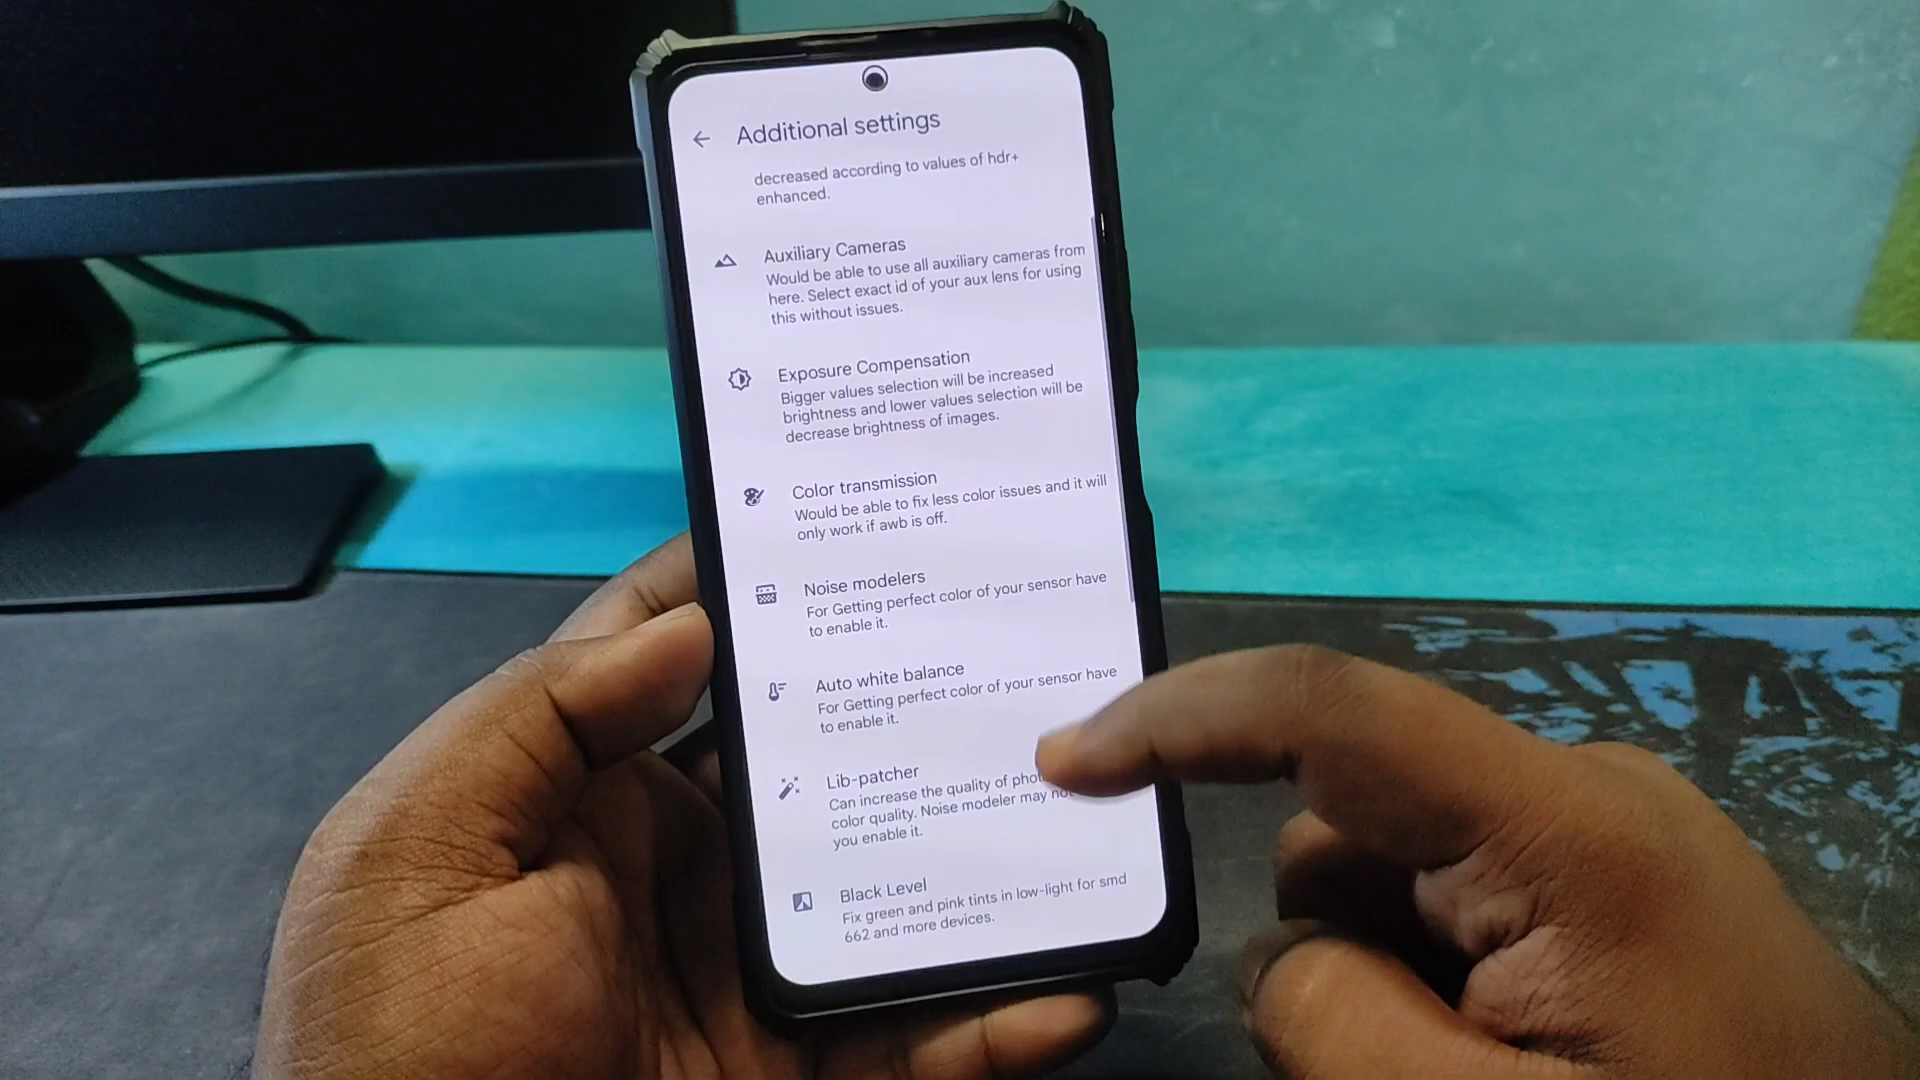 Additional settings
decreased according to values of hdr+
enhanced.
Auxiliary Cameras
Would be able to use all auxiliary cameras from
here. Select exact id of your aux lens for using
this without issues.
Exposure Compensation
Bigger values selection will be increased
brightness and lower values selection will be
decrease brightness of images.
Color transmission
Would be able to fix less color issues and it will
only work if awb is off.
Noise modelers
For Getting perfect color of your sensor have
to enable it.
Auto white balance
For Getting perfect color of your sensor have
to enable it.
Lib-patcher
Can increase the quality of
color quality. Noise modeler may
you enable it.
Black Level
Fix green and pink tints in low-light for smd
662 and more devices.